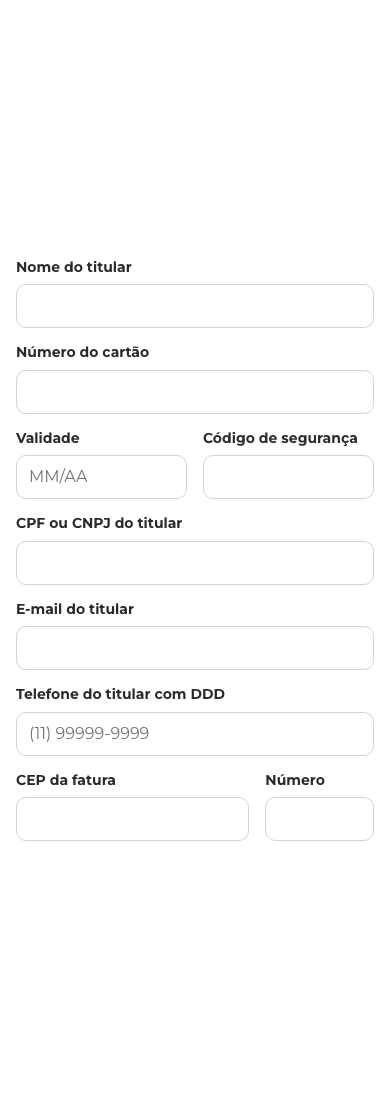 Nome do titular
Número do cartão
Validade Código de segurança
MM/AA
CPF ou CNPJ do titular
E-mail do titular
Telefone do titular com DDD
(11) 99999-9999
CEP da fatura Número